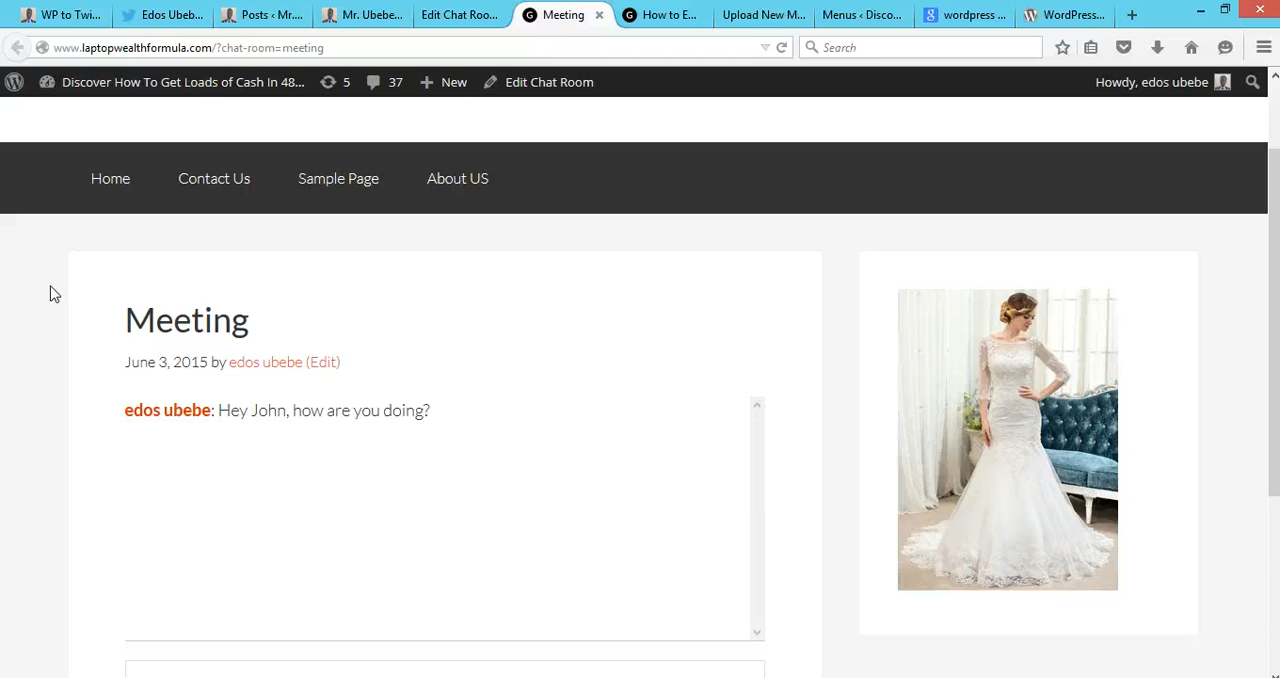 WP to Twi...
Edos Ubeb...
Posts ‹ Mr....
Mr. Ubebe...
Edit Chat Roo...
Meeting
How to E...
Upload New M...
Menus ‹ Disco...
wordpress ...
WordPress...
www.laptopwealthformula.com/?chat-room=meeting
Search
Discover How To Get Loads of Cash In 48...
5
37
New
Edit Chat Room
Howdy, edos ubebe
Home
Contact Us
Sample Page
About US
Meeting
June 3, 2015 by edos ubebe (Edit)
edos ubebe: Hey John, how are you doing?